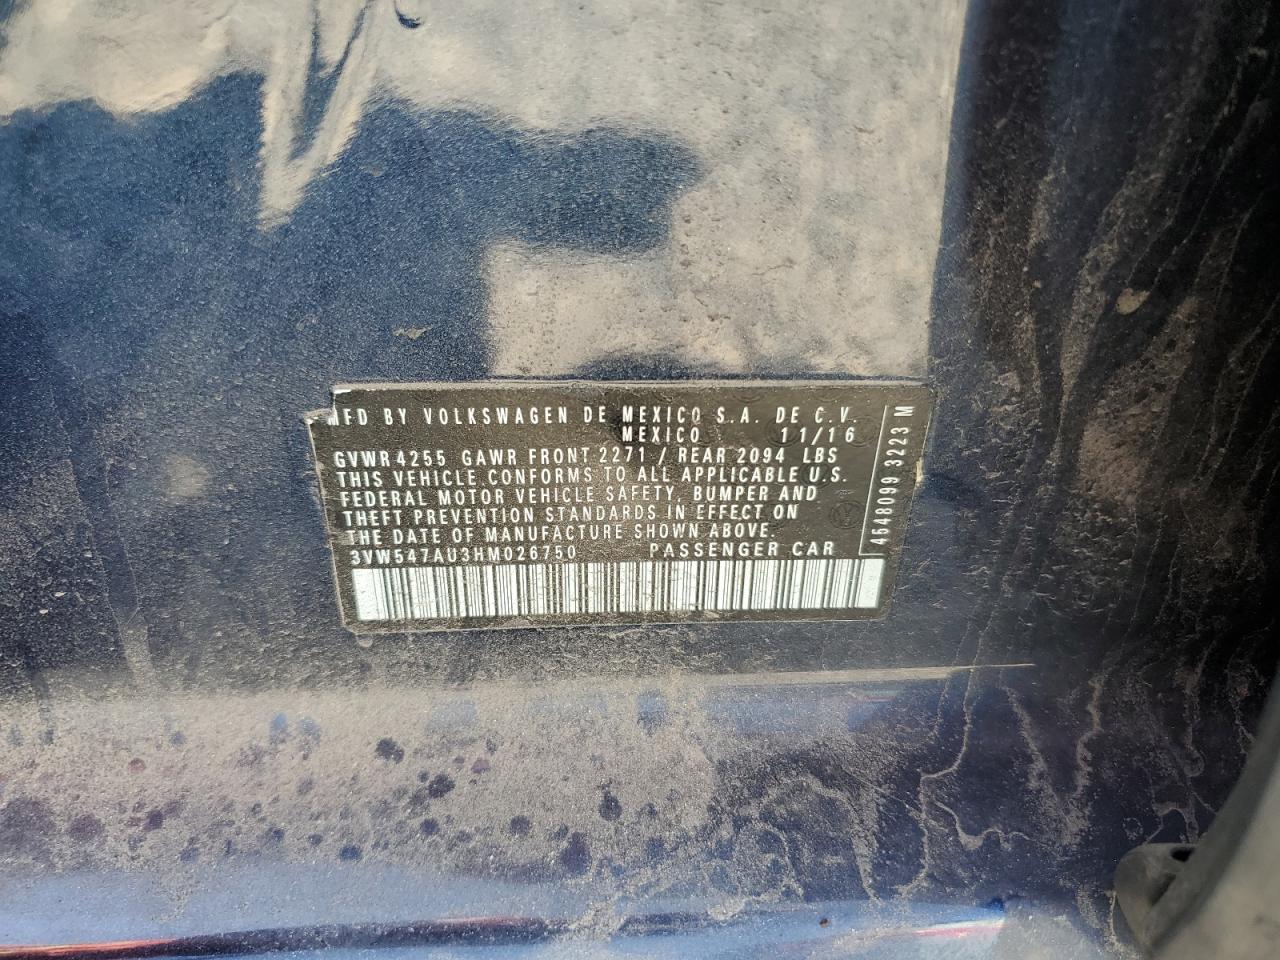 MFD BY VOLKSWAGEN DE MEXICO S.A. DE C.V.
MEXICO 11/16
GVWR 4255 GAWR FRONT 2271 / REAR 2094 LBS
THIS VEHICLE CONFORMS TO ALL APPLICABLE U.S.
FEDERAL MOTOR VEHICLE SAFETY, BUMPER AND
THEFT PREVENTION STANDARDS IN EFFECT ON
THE DATE OF MANUFACTURE SHOWN ABOVE.
3VW547AU3HM026750 PASSENGER CAR
4548099 3223 M